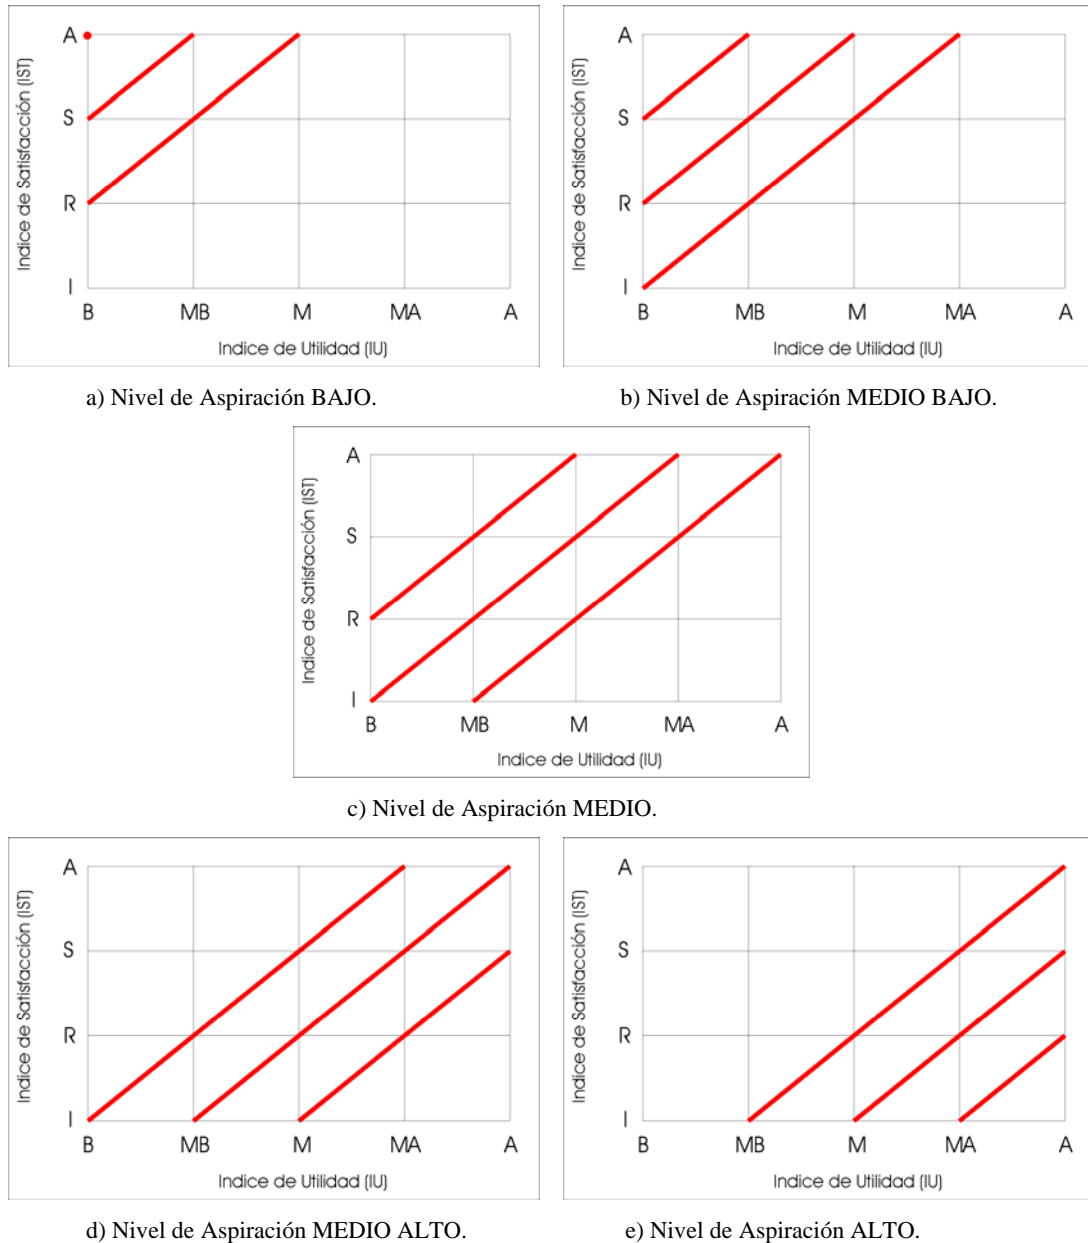 Indice de Satisfacción (IST)
A
S
R
I
B MB M MA A
Indice de Utilidad (IU)
a) Nivel de Aspiración BAJO.
Indice de Satisfacción (IST)
A
S
R
I
B MB M MA A
Indice de Utilidad (IU)
b) Nivel de Aspiración MEDIO BAJO.
Indice de Satisfacción (IST)
A
S
R
I
B MB M MA A
Indice de Utilidad (IU)
c) Nivel de Aspiración MEDIO.
Indice de Satisfacción (IST)
A
S
R
I
B MB M MA A
Indice de Utilidad (IU)
d) Nivel de Aspiración MEDIO ALTO.
Indice de Satisfacción (IST)
A
S
R
I
B MB M MA A
Indice de Utilidad (IU)
e) Nivel de Aspiración ALTO.